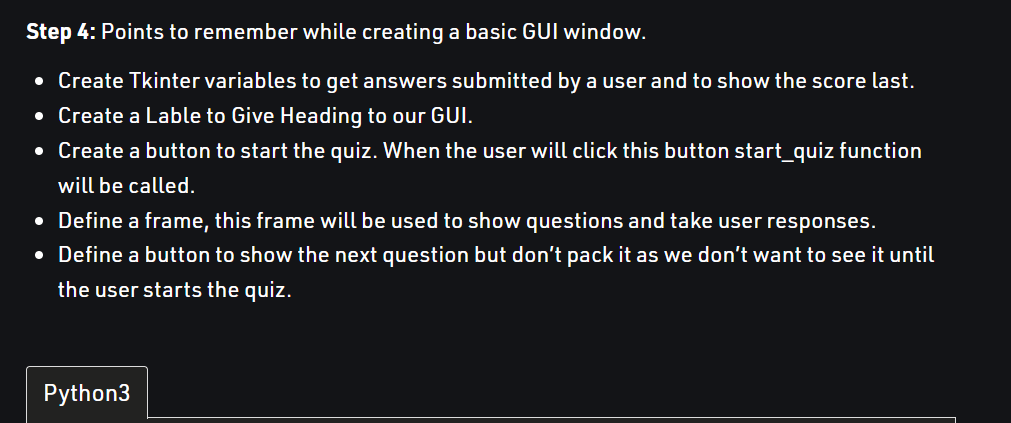 Step 4: Points to remember while creating a basic GUI window.
• Create Tkinter variables to get answers submitted by a user and to show the score last.
• Create a Lable to Give Heading to our GUI.
• Create a button to start the quiz. When the user will click this button start_quiz function
will be called.
• Define a frame, this frame will be used to show questions and take user responses.
• Define a button to show the next question but don’t pack it as we don’t want to see it until
the user starts the quiz.
Python3